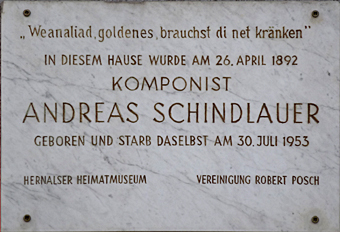 „Weanaliad, goldenes, brauchst di net kränken"
IN DIESEM HAUSE WURDE AM 26. APRIL 1892
KOMPONIST
ANDREAS SCHINDLAUER
GEBOREN UND STARB DASELBST AM 30. JULI 1953
HERNALSER HEIMATMUSEUM VEREINIGUNG ROBERT POSCH